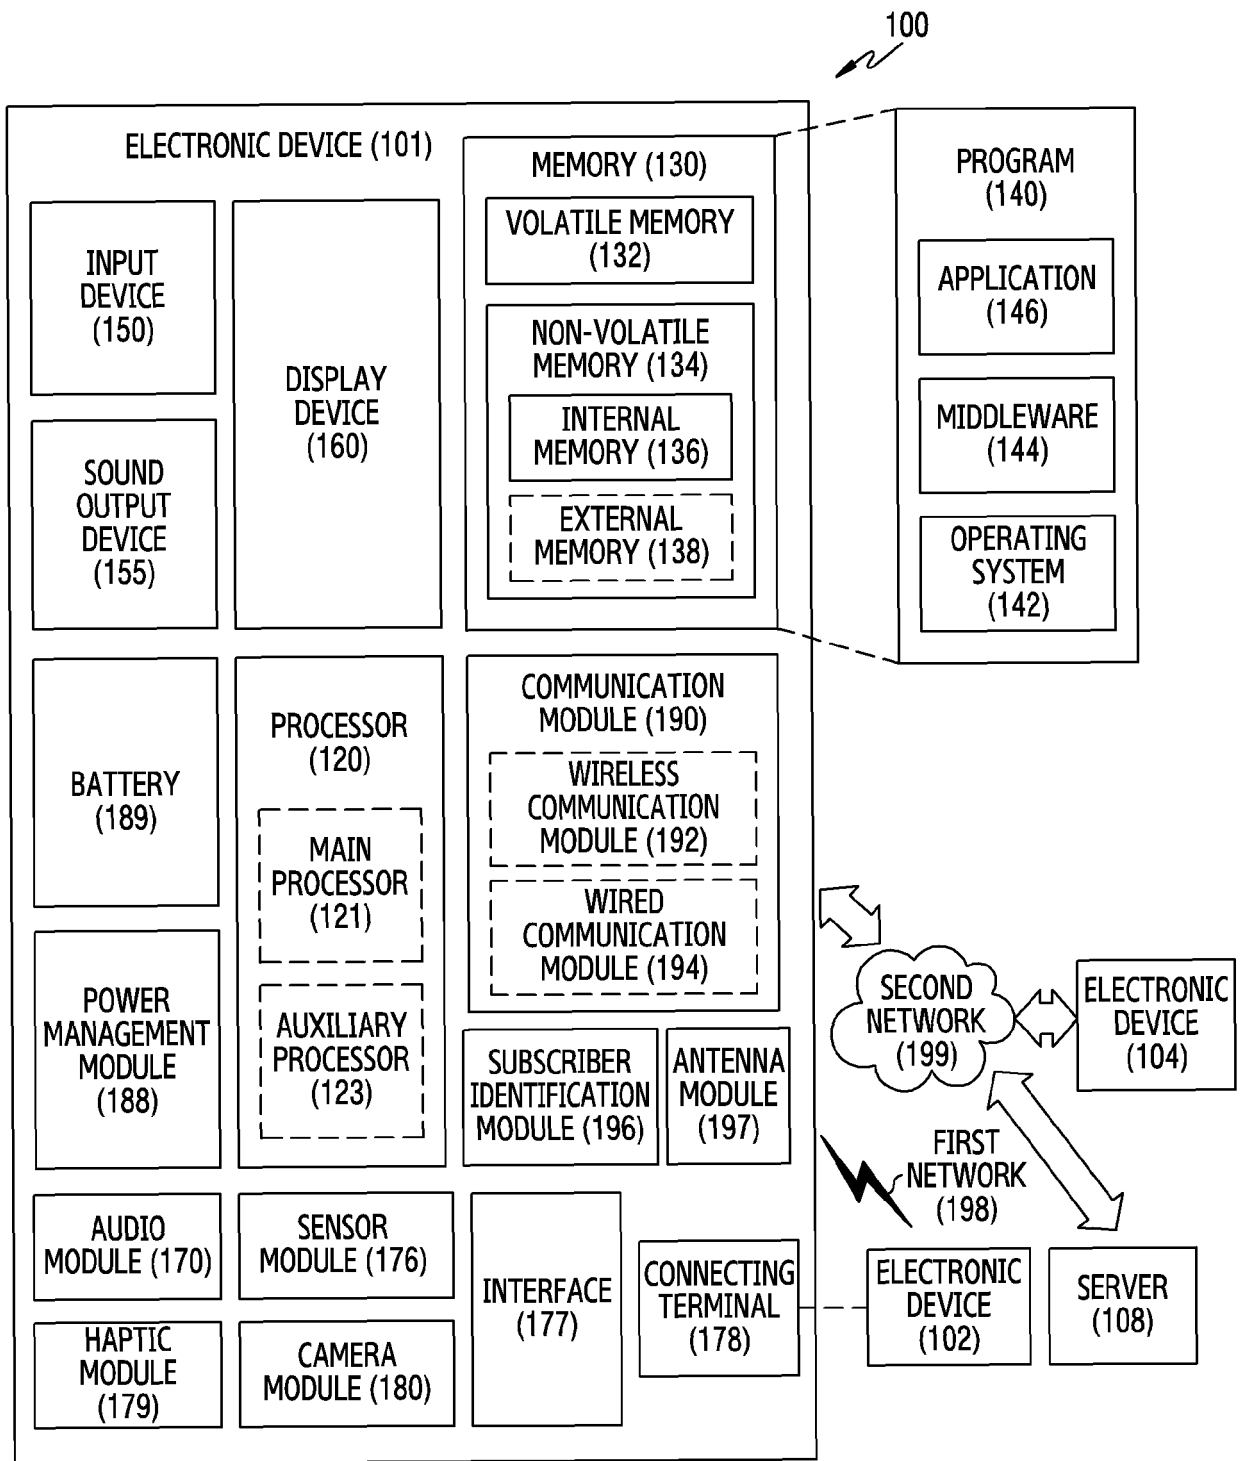 100
ELECTRONIC DEVICE (101)
INPUT
DEVICE
(150)
SOUND
OUTPUT
DEVICE
(155)
DISPLAY
DEVICE
(160)
MEMORY (130)
VOLATILE MEMORY
(132)
NON-VOLATILE
MEMORY (134)
INTERNAL
MEMORY (136)
EXTERNAL
MEMORY (138)
PROGRAM
(140)
APPLICATION
(146)
MIDDLEWARE
(144)
OPERATING
SYSTEM
(142)
BATTERY
(189)
POWER
MANAGEMENT
MODULE
(188)
PROCESSOR
(120)
MAIN
PROCESSOR
(121)
AUXILIARY
PROCESSOR
(123)
COMMUNICATION
MODULE (190)
WIRELESS
COMMUNICATION
MODULE (192)
WIRED
COMMUNICATION
MODULE (194)
SUBSCRIBER
IDENTIFICATION
MODULE (196)
ANTENNA
MODULE
(197)
SECOND
NETWORK
(199)
ELECTRONIC
DEVICE
(104)
FIRST
NETWORK
(198)
AUDIO
MODULE (170)
SENSOR
MODULE (176)
HAPTIC
MODULE
(179)
CAMERA
MODULE (180)
INTERFACE
(177)
CONNECTING
TERMINAL
(178)
ELECTRONIC
DEVICE
(102)
SERVER
(108)